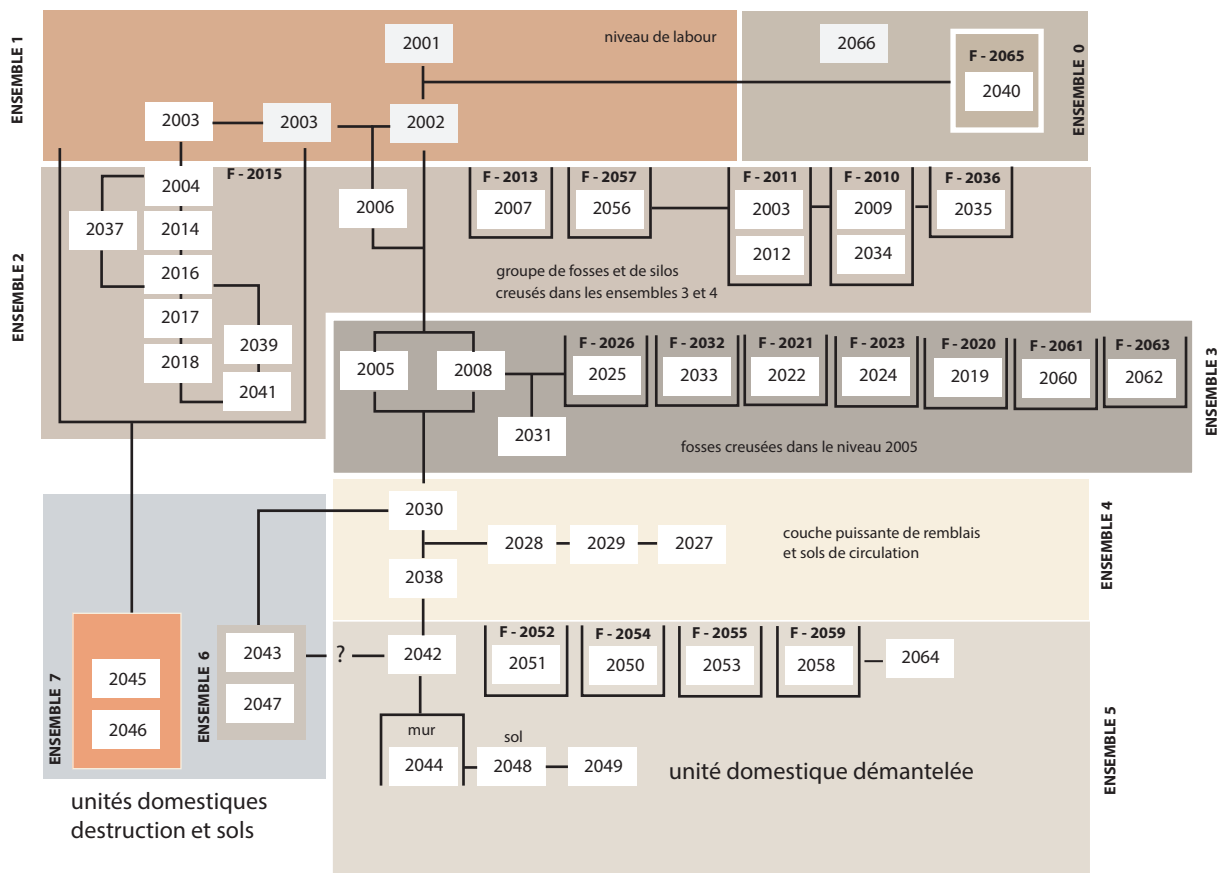 ENSEMBLE 1
niveau de labour
2001
2066
F - 2065
2040
ENSEMBLE 0
2003
2003
2002
ENSEMBLE 2
2004
F - 2015
2037
2014
2016
2017
2018
2039
2041
2006
F - 2013
2007
F - 2057
2056
F - 2011
2003
2012
F - 2010
2009
2034
F - 2036
2035
groupe de fosses et de silos
creusés dans les ensembles 3 et 4
2005
2008
2031
F - 2026
2025
F - 2032
2033
F - 2021
2022
F - 2023
2024
F - 2020
2019
F - 2061
2060
F - 2063
2062
fosses creusées dans le niveau 2005
ENSEMBLE 3
2030
2028
2029
2027
2038
couche puissante de remblais
et sols de circulation
ENSEMBLE 4
ENSEMBLE 7
2045
2046
ENSEMBLE 6
2043
2047
?
2042
F - 2052
2051
F - 2054
2050
F - 2055
2053
F - 2059
2058
2064
mur
2044
sol
2048
2049
unité domestique démantelée
ENSEMBLE 5
unités domestiques
destruction et sols